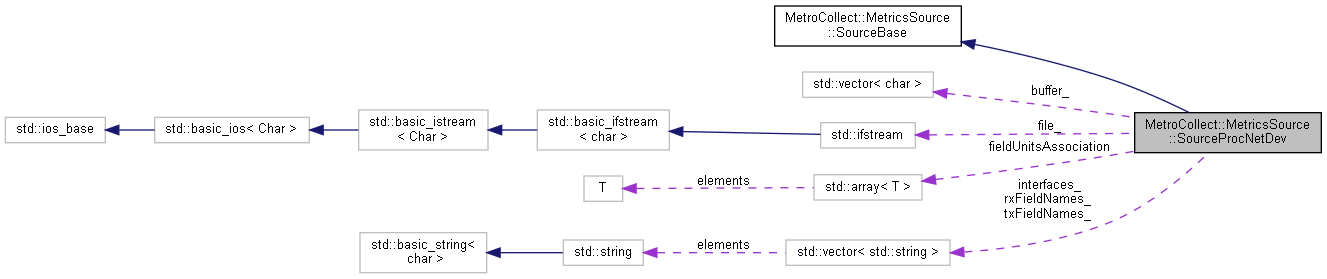 MetroCollect::MetricsSource
::SourceBase
std::vector< char >
buffer_
MetroCollect::MetricsSource
::SourceProcNetDev
std::ios_base
std::basic_ios< Char >
std::basic_istream
< Char >
std::basic_ifstream
< char >
std::ifstream
file_
fieldUnitsAssociation
T
elements
std::array< T >
interfaces_
rxFieldNames_
txFieldNames_
std::basic_string<
char >
std::string
elements
std::vector< std::string >